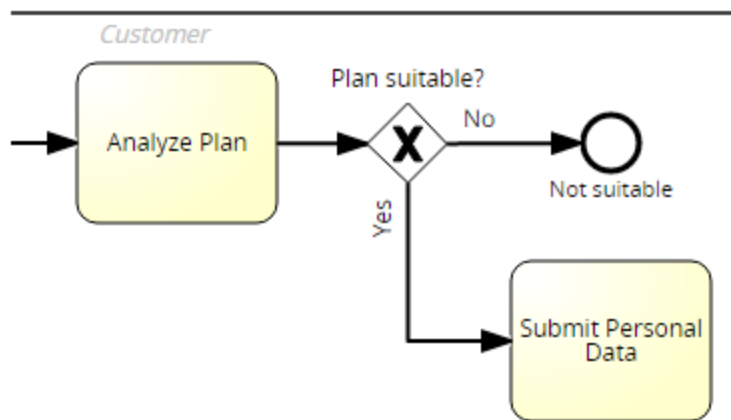 Customer
Plan suitable?
Analyze Plan
No
Not suitable
Yes
Submit Personal
Data